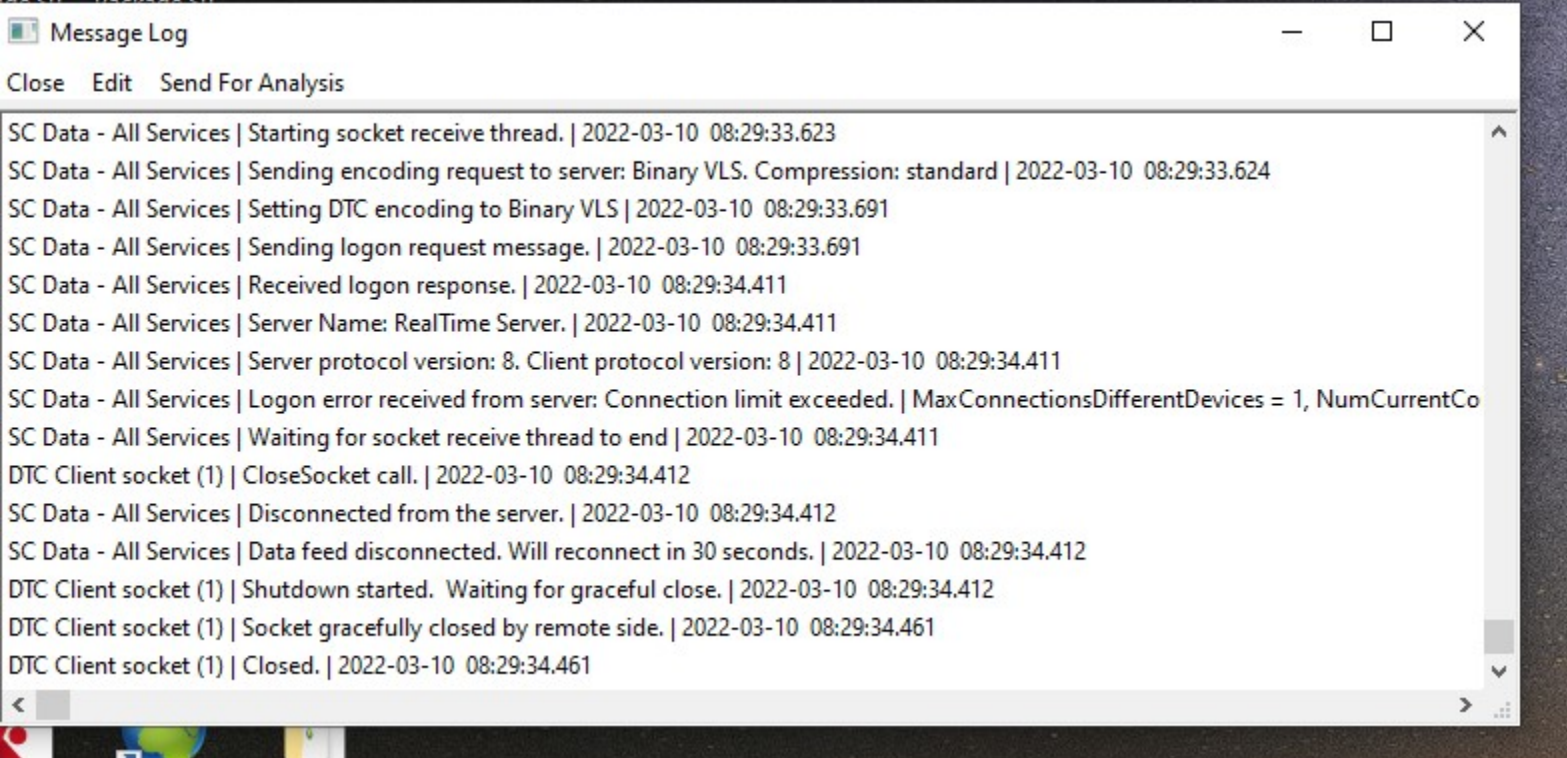 Message Log
Close Edit Send For Analysis
SC Data - All Services | Starting socket receive thread. | 2022-03-10 08:29:33.623
SC Data - All Services | Sending encoding request to server: Binary VLS. Compression: standard | 2022-03-10 08:29:33.624
SC Data - All Services | Setting DTC encoding to Binary VLS | 2022-03-10 08:29:33.691
SC Data - All Services | Sending logon request message. | 2022-03-10 08:29:33.691
SC Data - All Services | Received logon response. | 2022-03-10 08:29:34.411
SC Data - All Services | Server Name: RealTime Server. | 2022-03-10 08:29:34.411
SC Data - All Services | Server protocol version: 8. Client protocol version: 8 | 2022-03-10 08:29:34.411
SC Data - All Services | Logon error received from server: Connection limit exceeded. | MaxConnectionsDifferentDevices = 1, NumCurrentCo
SC Data - All Services | Waiting for socket receive thread to end | 2022-03-10 08:29:34.411
DTC Client socket (1) | CloseSocket call. | 2022-03-10 08:29:34.412
SC Data - All Services | Disconnected from the server. | 2022-03-10 08:29:34.412
SC Data - All Services | Data feed disconnected. Will reconnect in 30 seconds. | 2022-03-10 08:29:34.412
DTC Client socket (1) | Shutdown started.  Waiting for graceful close. | 2022-03-10 08:29:34.412
DTC Client socket (1) | Socket gracefully closed by remote side. | 2022-03-10 08:29:34.461
DTC Client socket (1) | Closed. | 2022-03-10 08:29:34.461